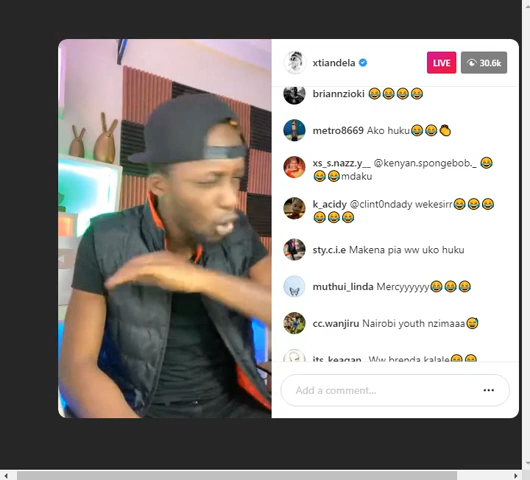 xtiandela
LIVE
30.6k
briannzioki 😂😂😂😂
metro8669 Ako huku😂😂👏
xs_s.nazz.y__ @kenyan.spongebob._ 😂
😂😂mdaku
k_acidy @clint0ndady wekesirr😂😂😂
😂😂😂
sty.c.i.e Makena pia ww uko huku
muthui_linda Mercyyyyyy😂😂😂
cc.wanjiru Nairobi youth nzimaaa😅
its_keagan_ Ww brenda kalale😂😂
Add a comment...